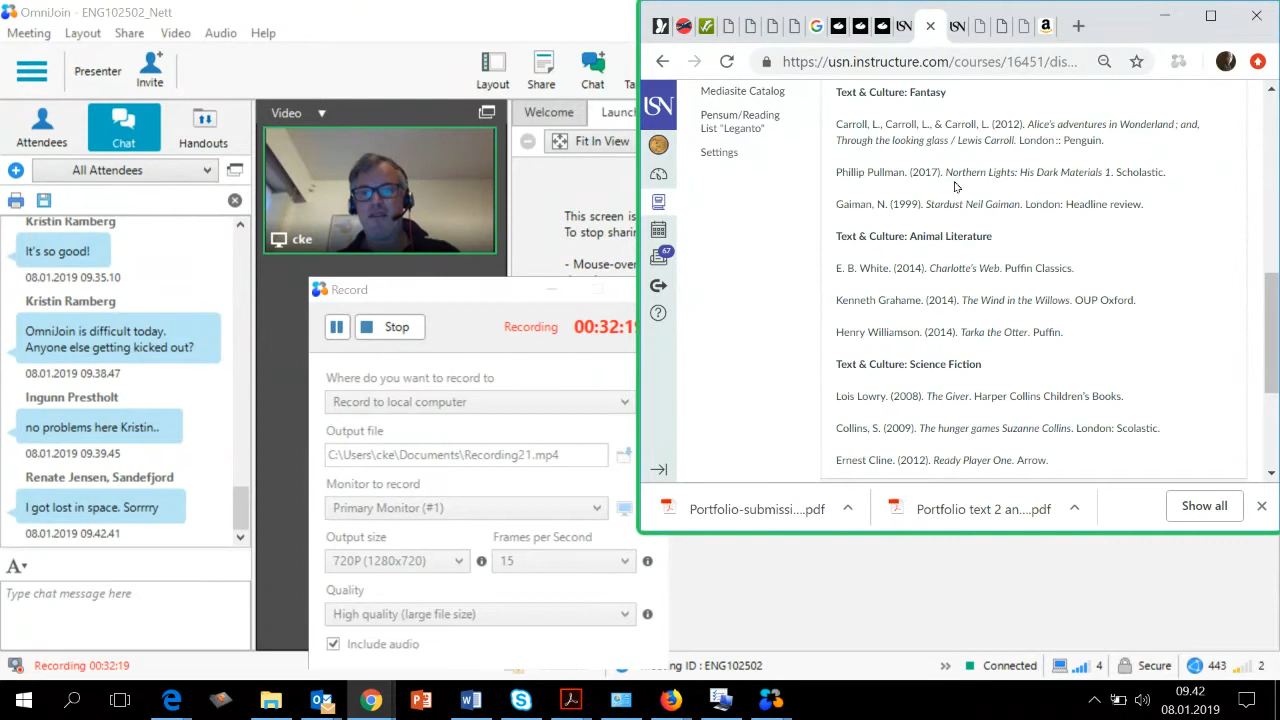 OmniJoin - ENG102502_Nett
Meeting Layout Share Video Audio Help
Presenter
Invite
Layout
Share
Chat
Attendees
Chat
Handouts
All Attendees
Kristin Ramberg
It's so good!
08.01.2019 09.35.10
Kristin Ramberg
OmniJoin is difficult today.
Anyone else getting kicked out?
08.01.2019 09.38.47
Ingunn Prestholt
no problems here Kristin..
08.01.2019 09.39.45
Renate Jensen, Sandefjord
I got lost in space. Sorrrry
08.01.2019 09.42.41
A
Type chat message here
Recording 00:32:19
Video
cke
Welcome
Fit In View
This screen is
To stop sharin
- Mouse-over
Record
Stop
Recording
00:32:19
Where do you want to record to
Record to local computer
Output file
C:\Users\cke\Documents\Recording21.mp4
Monitor to record
Primary Monitor (#1)
Output size
Frames per Second
720P (1280x720)
15
Quality
High quality (large file size)
Include audio
https://usn.instructure.com/courses/16451/dis...
USN
67
Mediasite Catalog
Pensum/Reading
List "Leganto"
Settings
Text & Culture: Fantasy
Carroll, L., Carroll, L., & Carroll, L. (2012). Alice's adventures in Wonderland ; and,
Through the looking glass / Lewis Carroll. London :: Penguin.
Phillip Pullman. (2017). Northern Lights: His Dark Materials 1. Scholastic.
Gaiman, N. (1999). Stardust Neil Gaiman. London: Headline review.
Text & Culture: Animal Literature
E. B. White. (2014). Charlotte's Web. Puffin Classics.
Kenneth Grahame. (2014). The Wind in the Willows. OUP Oxford.
Henry Williamson. (2014). Tarka the Otter. Puffin.
Text & Culture: Science Fiction
Lois Lowry. (2008). The Giver. Harper Collins Children's Books.
Collins, S. (2009). The hunger games Suzanne Collins. London: Scolastic.
Ernest Cline. (2012). Ready Player One. Arrow.
Portfolio-submissi....pdf
Portfolio text 2 an....pdf
Show all
ID : ENG102502
Connected
4
Secure
443
2
09.42
08.01.2019